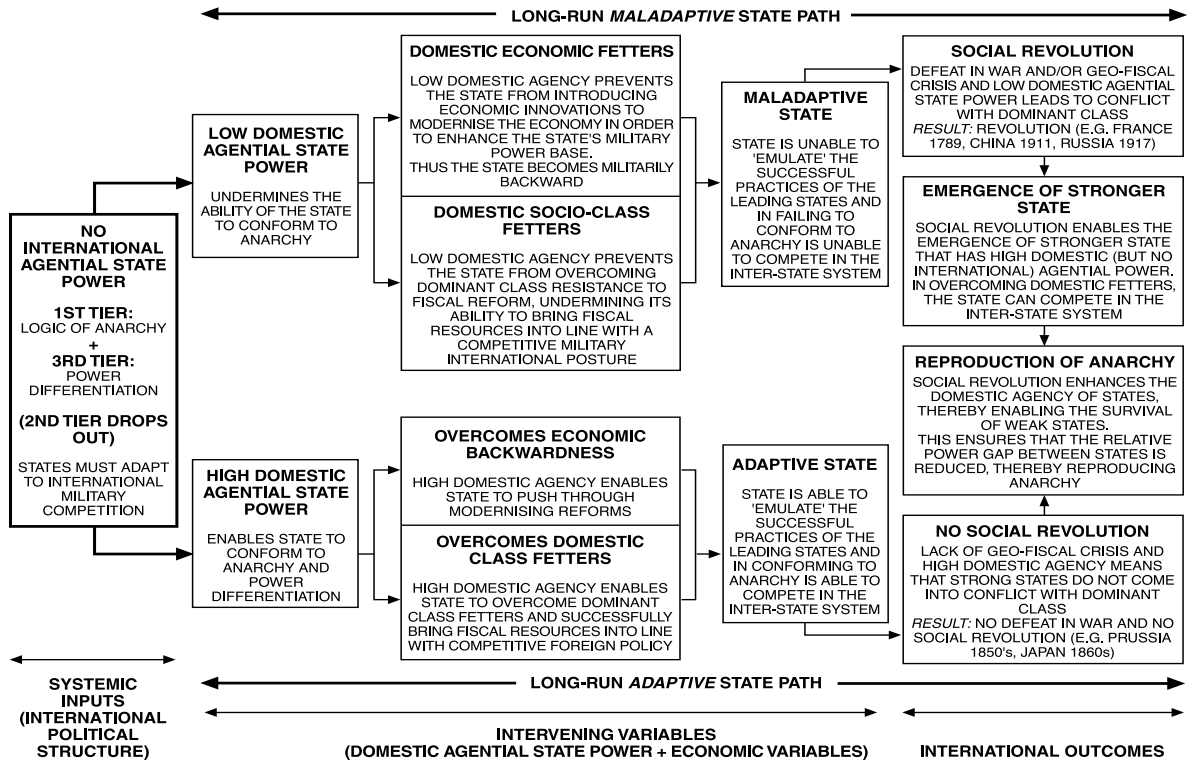 LONG-RUN MALADAPTIVE STATE PATH
NO
INTERNATIONAL
AGENTIAL STATE
POWER
1ST TIER:
LOGIC OF ANARCHY
+
3RD TIER:
POWER
DIFFERENTIATION
(2ND TIER DROPS
OUT)
STATES MUST ADAPT
TO INTERNATIONAL
MILITARY
COMPETITION
LOW DOMESTIC
AGENTIAL STATE
POWER
UNDERMINES THE
ABILITY OF THE STATE
TO CONFORM TO
ANARCHY
DOMESTIC ECONOMIC FETTERS
LOW DOMESTIC AGENCY PREVENTS
THE STATE FROM INTRODUCING
ECONOMIC INNOVATIONS TO
MODERNISE THE ECONOMY IN ORDER
TO ENHANCE THE STATE'S MILITARY
POWER BASE.
THUS THE STATE BECOMES MILITARILY
BACKWARD
DOMESTIC SOCIO-CLASS
FETTERS
LOW DOMESTIC AGENCY PREVENTS
THE STATE FROM OVERCOMING
DOMINANT CLASS RESISTANCE TO
FISCAL REFORM, UNDERMINING ITS
ABILITY TO BRING FISCAL
RESOURCES INTO LINE WITH A
COMPETITIVE MILITARY
INTERNATIONAL POSTURE
MALADAPTIVE
STATE
STATE IS UNABLE TO
'EMULATE' THE
SUCCESSFUL
PRACTICES OF THE
LEADING STATES AND
IN FAILING TO
CONFORM TO
ANARCHY IS UNABLE
TO COMPETE IN THE
INTER-STATE SYSTEM
SOCIAL REVOLUTION
DEFEAT IN WAR AND/OR GEO-FISCAL
CRISIS AND LOW DOMESTIC AGENTIAL
STATE POWER LEADS TO CONFLICT
WITH DOMINANT CLASS
RESULT: REVOLUTION (E.G. FRANCE
1789, CHINA 1911, RUSSIA 1917)
EMERGENCE OF STRONGER
STATE
SOCIAL REVOLUTION ENABLES THE
EMERGENCE OF STRONGER STATE
THAT HAS HIGH DOMESTIC (BUT NO
INTERNATIONAL) AGENTIAL POWER.
IN OVERCOMING DOMESTIC FETTERS,
THE STATE CAN COMPETE IN THE
INTER-STATE SYSTEM
REPRODUCTION OF ANARCHY
SOCIAL REVOLUTION ENHANCES THE
DOMESTIC AGENCY OF STATES,
THEREBY ENABLING THE SURVIVAL
OF WEAK STATES.
THIS ENSURES THAT THE RELATIVE
POWER GAP BETWEEN STATES IS
REDUCED, THEREBY REPRODUCING
ANARCHY
HIGH DOMESTIC
AGENTIAL STATE
POWER
ENABLES STATE TO
CONFORM TO
ANARCHY AND
POWER
DIFFERENTIATION
OVERCOMES ECONOMIC
BACKWARDNESS
HIGH DOMESTIC AGENCY ENABLES
STATE TO PUSH THROUGH
MODERNISING REFORMS
OVERCOMES DOMESTIC
CLASS FETTERS
HIGH DOMESTIC AGENCY ENABLES
STATE TO OVERCOME DOMINANT
CLASS FETTERS AND SUCCESSFULLY
BRING FISCAL RESOURCES INTO LINE
WITH COMPETITIVE FOREIGN POLICY
ADAPTIVE STATE
STATE IS ABLE TO
'EMULATE' THE
SUCCESSFUL
PRACTICES OF THE
LEADING STATES AND
IN CONFORMING TO
ANARCHY IS ABLE TO
COMPETE IN THE
INTER-STATE SYSTEM
NO SOCIAL REVOLUTION
LACK OF GEO-FISCAL CRISIS AND
HIGH DOMESTIC AGENCY MEANS
THAT STRONG STATES DO NOT COME
INTO CONFLICT WITH DOMINANT
CLASS
RESULT: NO DEFEAT IN WAR AND NO
SOCIAL REVOLUTION (E.G. PRUSSIA
1850's, JAPAN 1860s)
LONG-RUN ADAPTIVE STATE PATH
SYSTEMIC
INPUTS
(INTERNATIONAL
POLITICAL
STRUCTURE)
INTERVENING VARIABLES
(DOMESTIC AGENTIAL STATE POWER + ECONOMIC VARIABLES)
INTERNATIONAL OUTCOMES